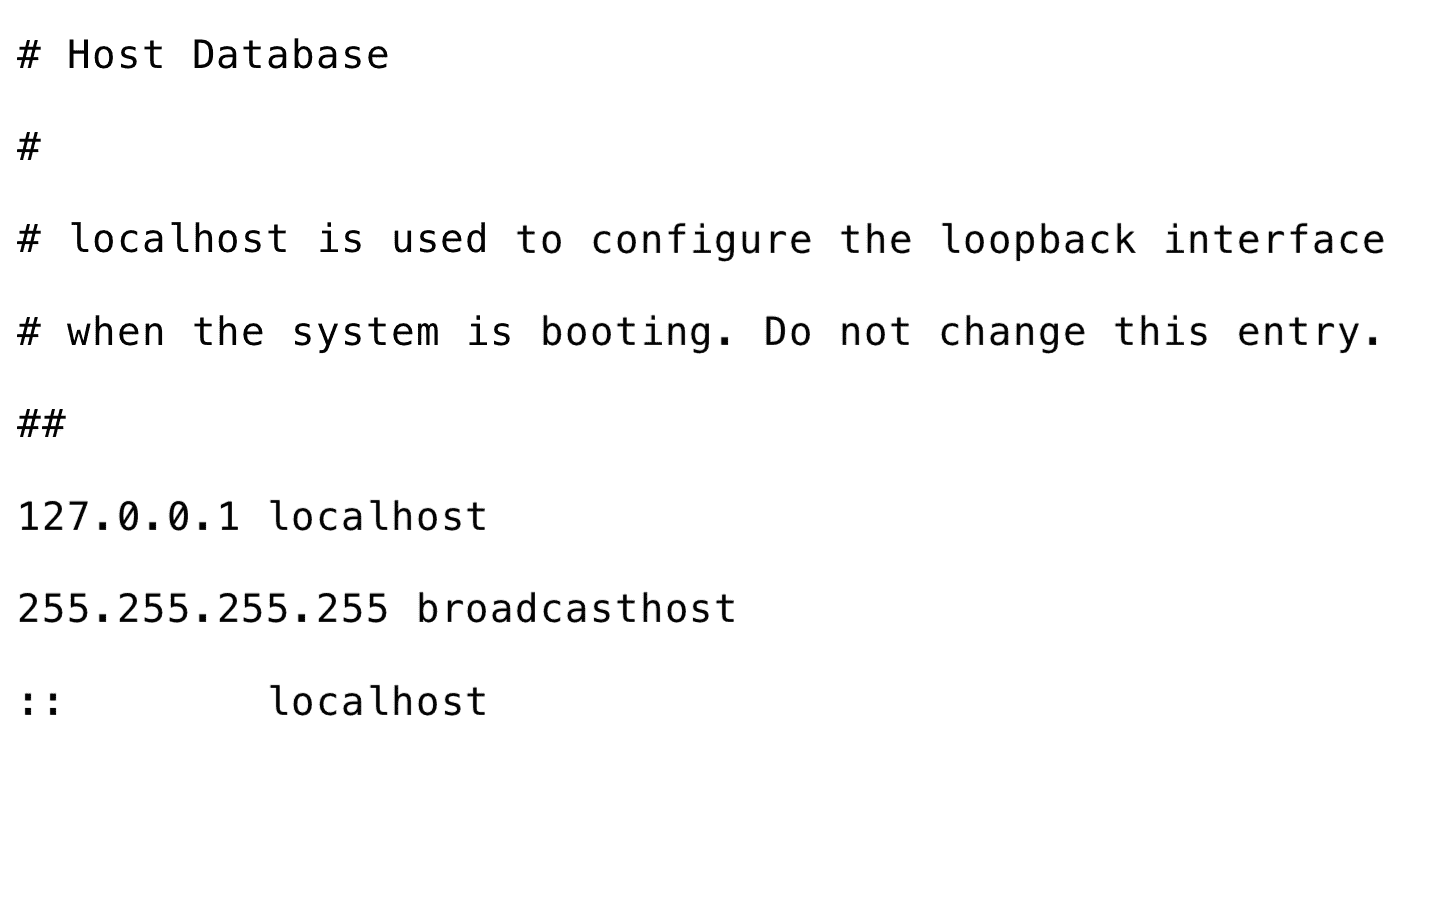 # Host Database
#
# localhost is used to configure the loopback interface
# when the system is booting. Do not change this entry.
##
127.0.0.1 localhost
255.255.255.255 broadcasthost
::        localhost